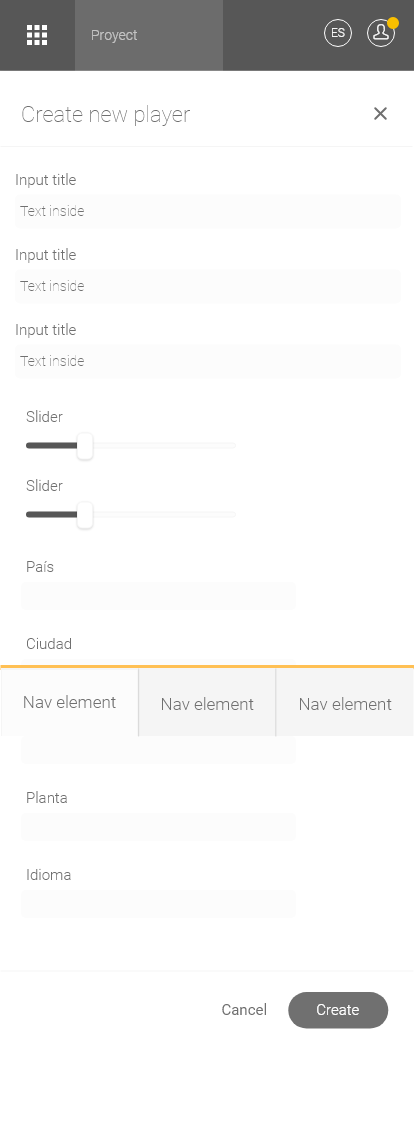 Proyect
ES
Create new player
Input title
Text inside
Input title
Text inside
Input title
Text inside
Slider
Slider
País
Ciudad
Nav element Nav element Nav element
Planta
Idioma
Cancel Create